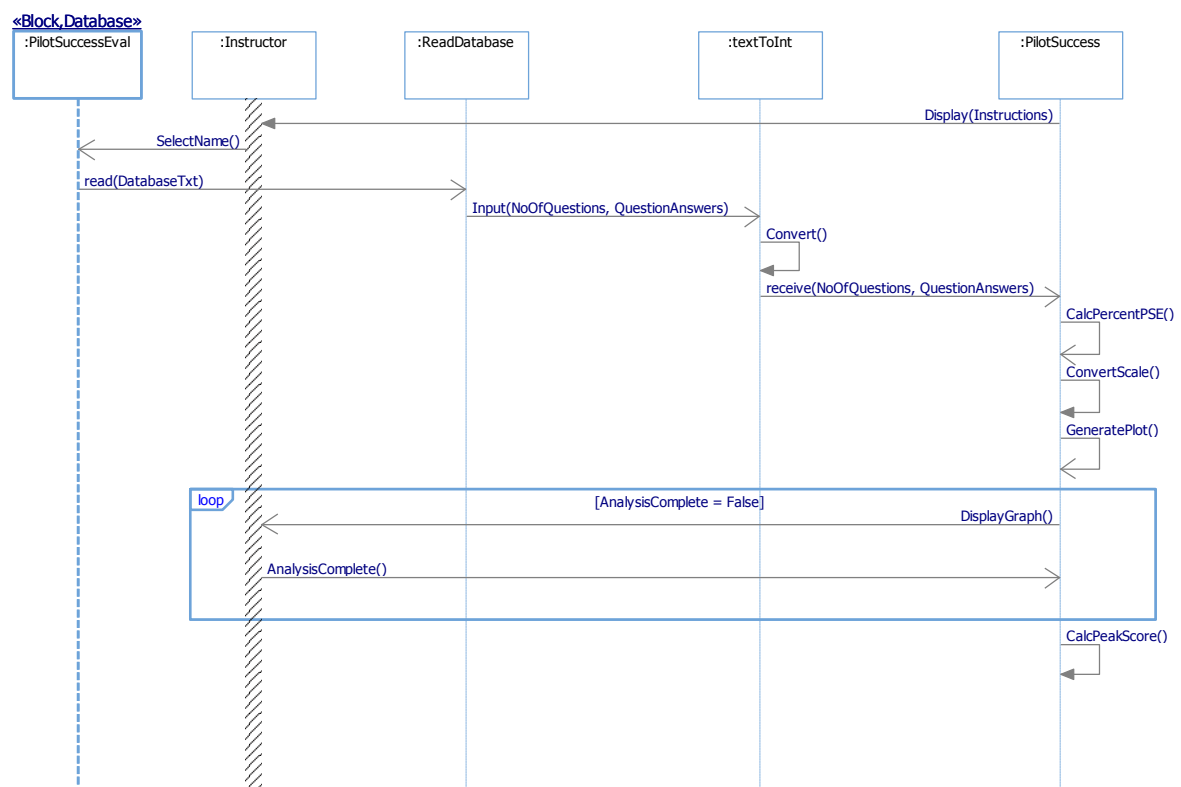 «Block,Database»
:PilotSuccessEval
:Instructor
:ReadDatabase
:textToInt
:PilotSuccess
Display(Instructions)
SelectName()
read(DatabaseTxt)
Input(NoOfQuestions, QuestionAnswers)
Convert()
receive(NoOfQuestions, QuestionAnswers)
CalcPercentPSE()
ConvertScale()
GeneratePlot()
loop
[AnalysisComplete = False]
DisplayGraph()
AnalysisComplete()
CalcPeakScore()